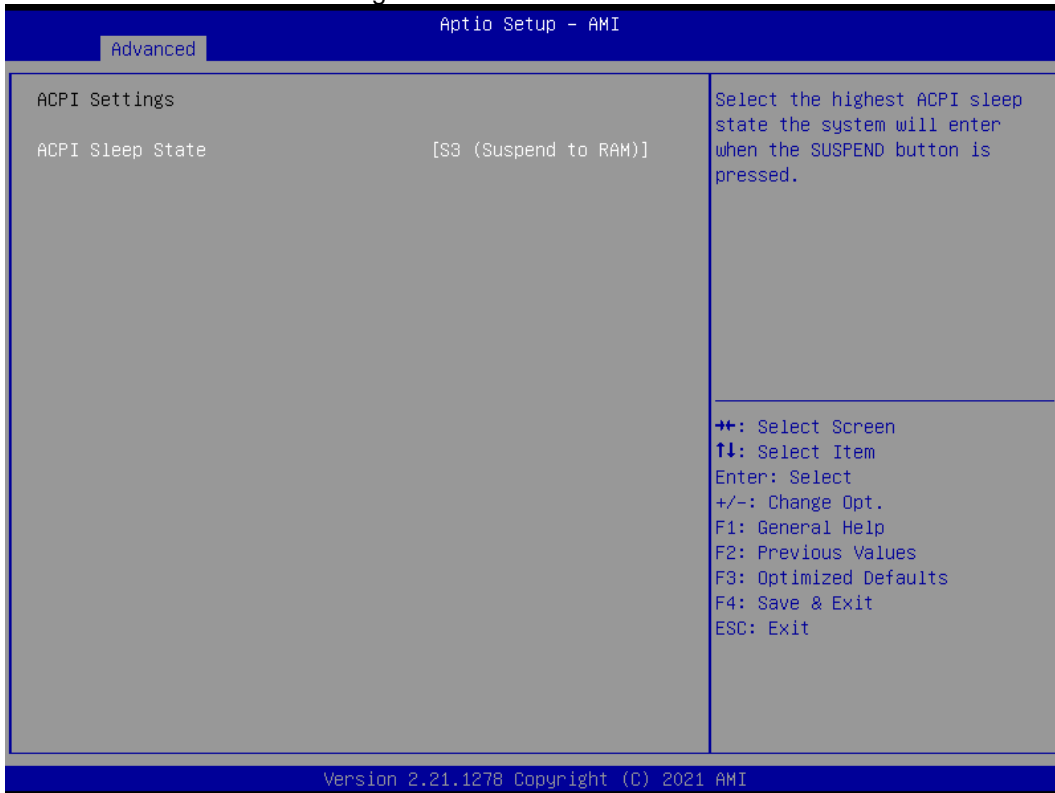 Aptio Setup – AMI
Advanced
ACPI Settings
ACPI Sleep State [S3 (Suspend to RAM)]
Select the highest ACPI sleep
state the system will enter
when the SUSPEND button is
pressed.
→←: Select Screen
↑↓: Select Item
Enter: Select
+/-: Change Opt.
F1: General Help
F2: Previous Values
F3: Optimized Defaults
F4: Save & Exit
ESC: Exit
Version 2.21.1278 Copyright (C) 2021 AMI